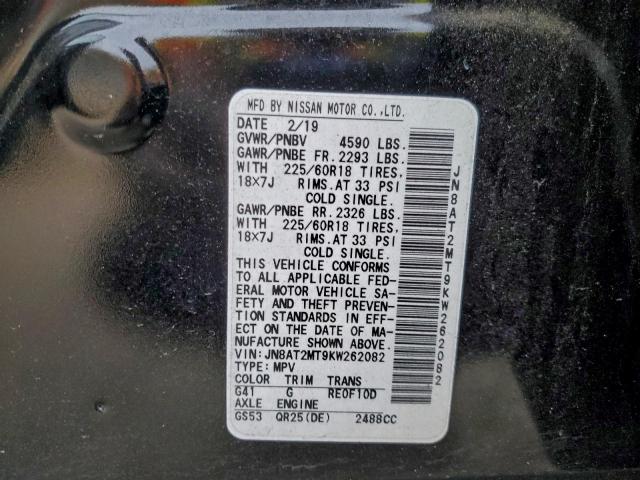 MFD BY NISSAN MOTOR CO.,LTD.
DATE 2/19
GVWR/PNBV 4590 LBS.
GAWR/PNBE FR. 2293 LBS.
WITH 225/60R18 TIRES,
18×7J RIMS.AT 33 PSI
COLD SINGLE.
GAWR/PNBE RR. 2326 LBS.
WITH 225/60R18 TIRES,
18×7J RIMS.AT 33 PSI
COLD SINGLE.
THIS VEHICLE CONFORMS
TO ALL APPLICABLE FED-
ERAL MOTOR VEHICLE SA-
FETY AND THEFT PREVEN-
TION STANDARDS IN EFF-
ECT ON THE DATE OF MA-
NUFACTURE SHOWN ABOVE.
VIN: JN8AT2MT9KW262082
TYPE: MPV
COLOR TRIM TRANS
G41 G RE0F10D
AXLE ENGINE
GS53 QR25(DE) 2488CC
JN8AT2MT9KW262082